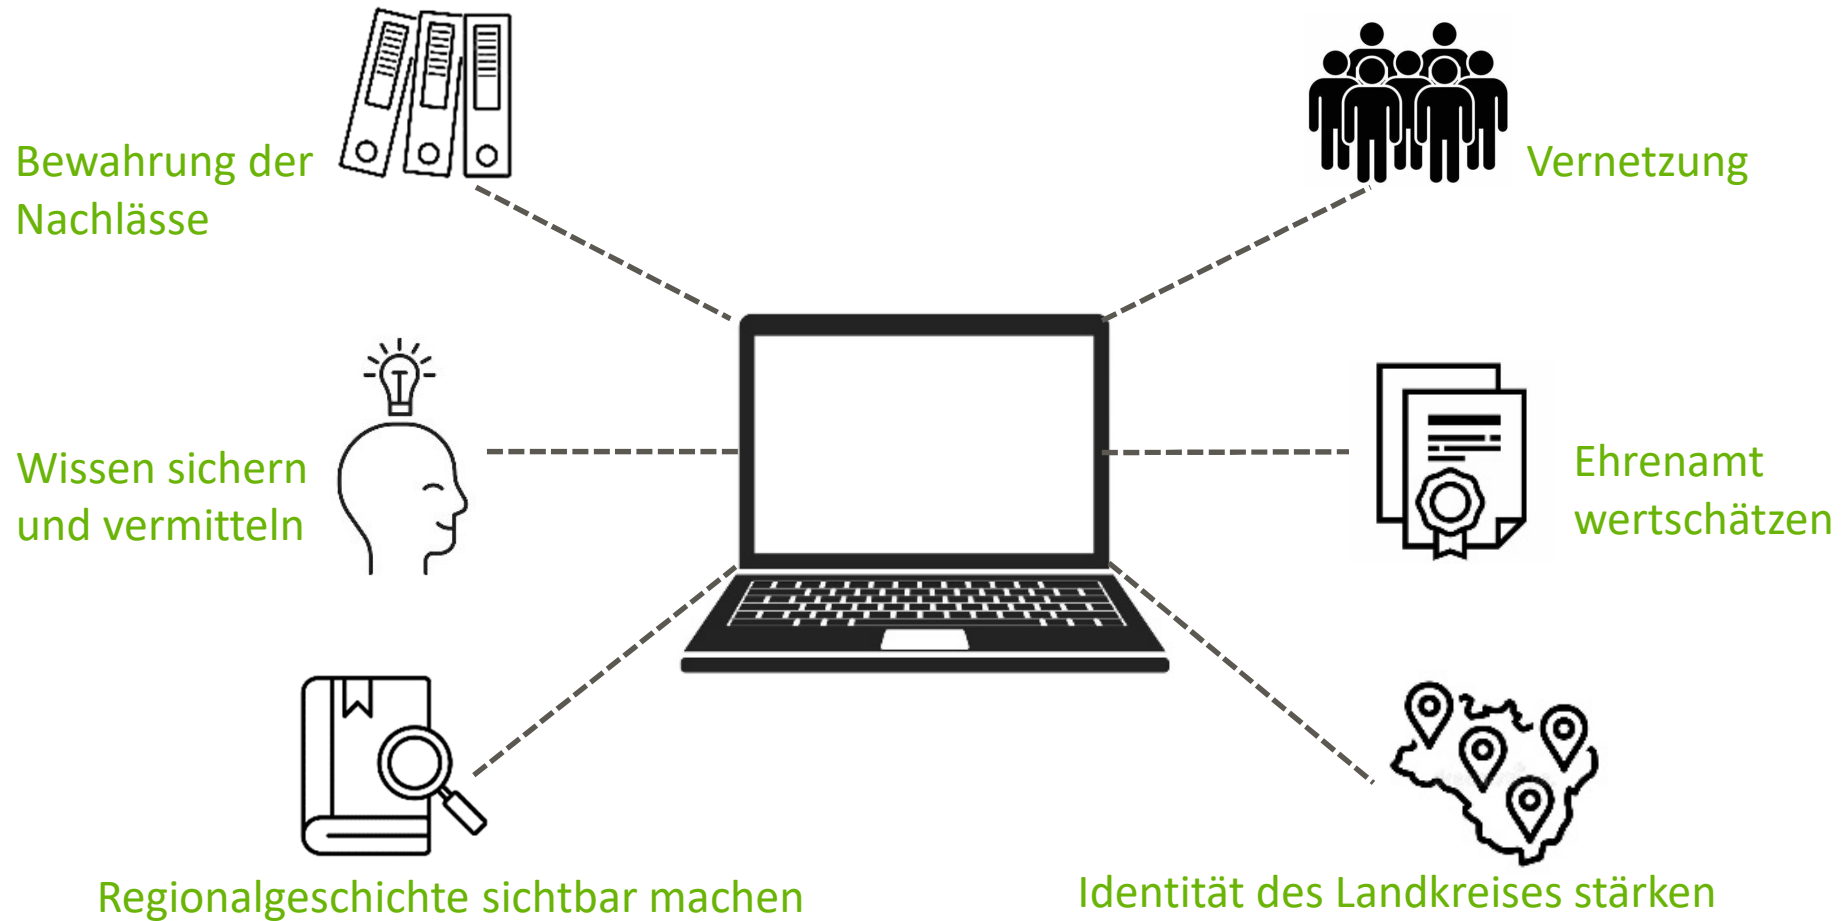 Bewahrung der
Nachlässe
Vernetzung
Wissen sichern
und vermitteln
Ehrenamt
wertschätzen
Regionalgeschichte sichtbar machen
Identität des Landkreises stärken